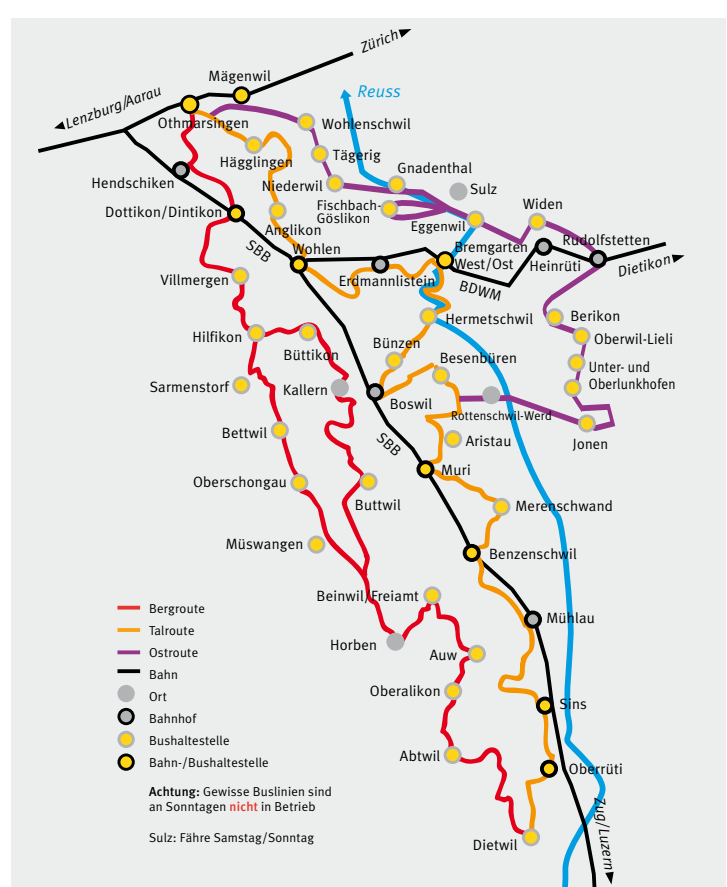 Zürich
Mägenwil
Lenzburg/Aarau
Reuss
Othmarsingen
Wohlenschwil
Hägglingen
Tägerig
Gnadenthal
Hendschiken
Niederwil
Sulz
Fischbach-
Göslikon
Widen
Dottikon/Dintikon
Anglikon
Eggenwil
Rudolfstetten
SBB
Wohlen
Bremgarten
West/Ost
Heinrüti
Dietikon
Villmergen
Erdmannlistein
BDWM
Hermetschwil
Berikon
Hilfikon
Büttikon
Bünzen
Oberwil-Lieli
Besenbüren
Unter- und
Oberlunkhofen
Sarmenstorf
Kallern
Boswil
Rottenschwil-Werd
Bettwil
SBB
Aristau
Jonen
Muri
Oberschongau
Buttwil
Merenschwand
Müswangen
Benzenschwil
Beinwil/Freiamt
Mühlau
Horben
Auw
Oberalikon
Sins
Abtwil
Oberrüti
Zug/Luzern
Dietwil
Bergroute
Talroute
Ostroute
Bahn
Ort
Bahnhof
Bushaltestelle
Bahn-/Bushaltestelle
Achtung: Gewisse Buslinien sind
an Sonntagen nicht in Betrieb
Sulz: Fähre Samstag/Sonntag